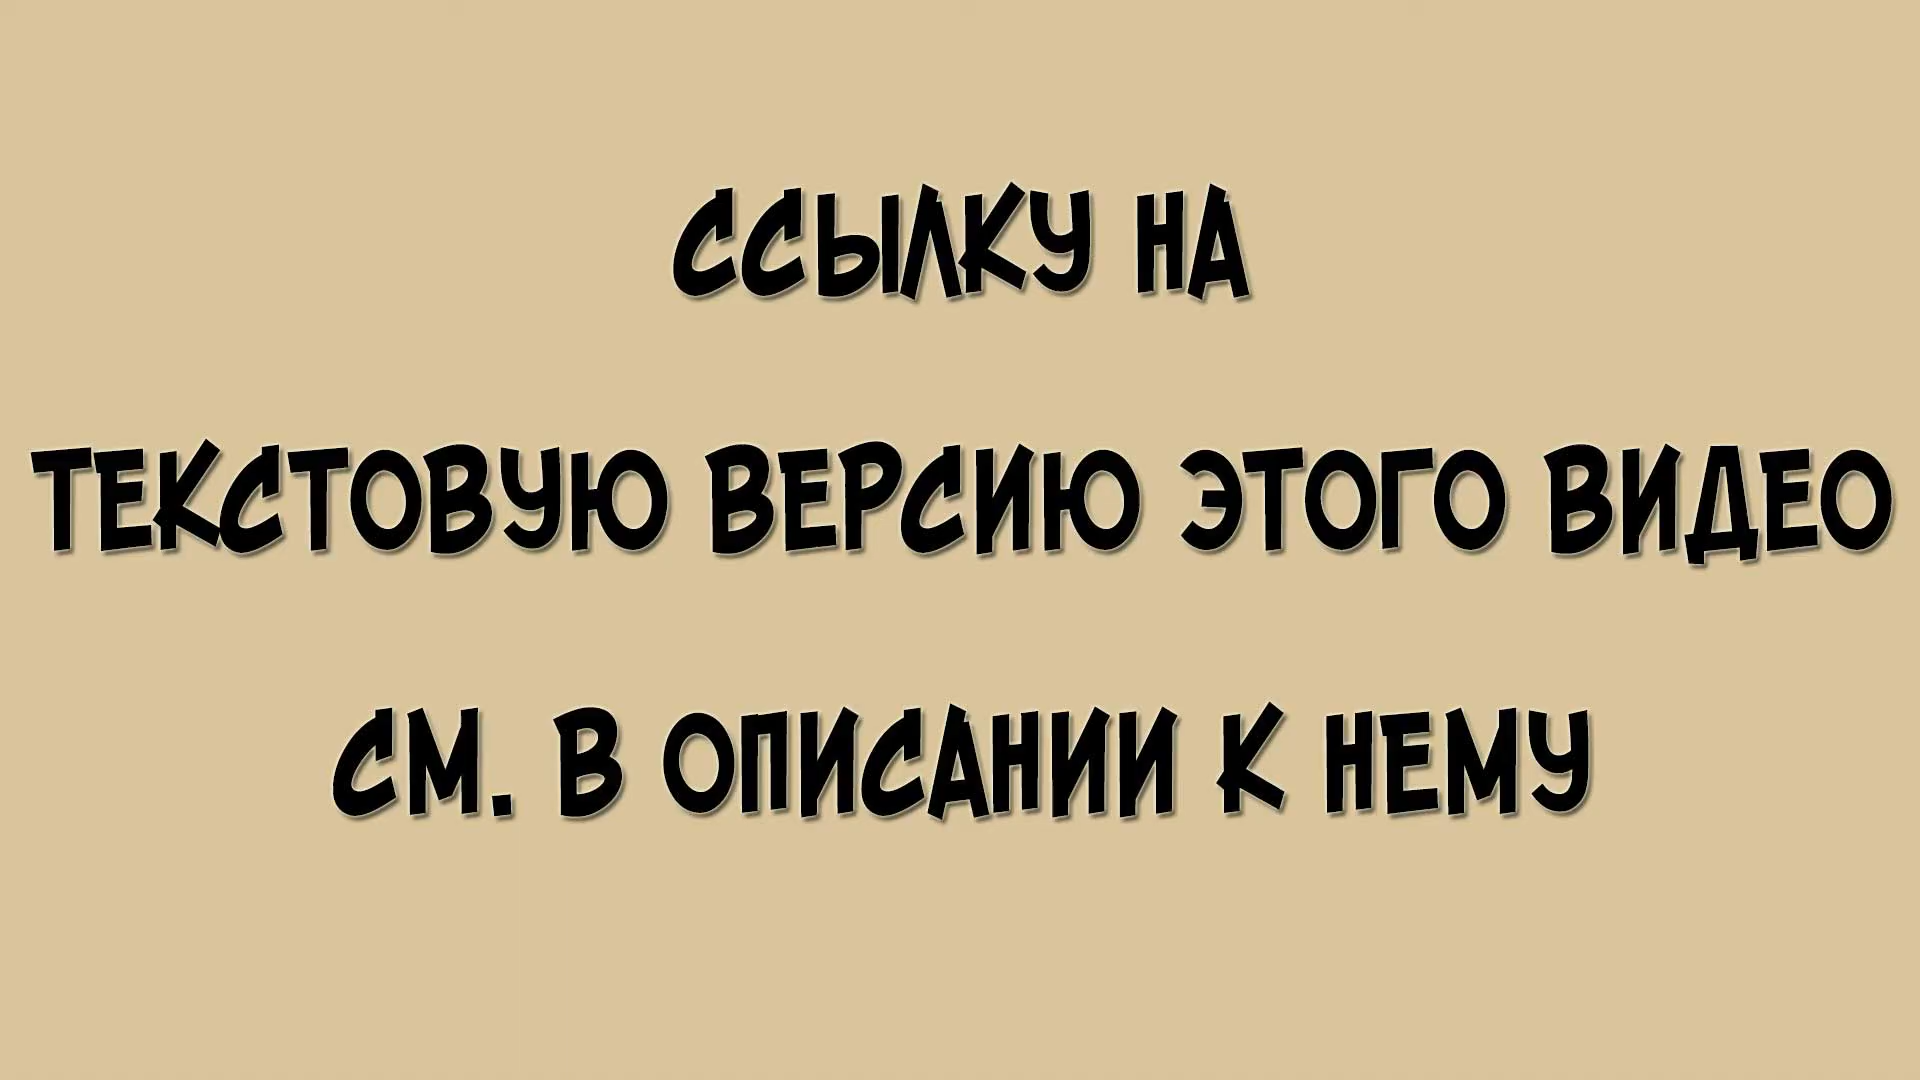 ССЫЛКУ НА
ТЕКСТОВУЮ ВЕРСИЮ ЭТОГО ВИДЕО
СМ. В ОПИСАНИИ К НЕМУ